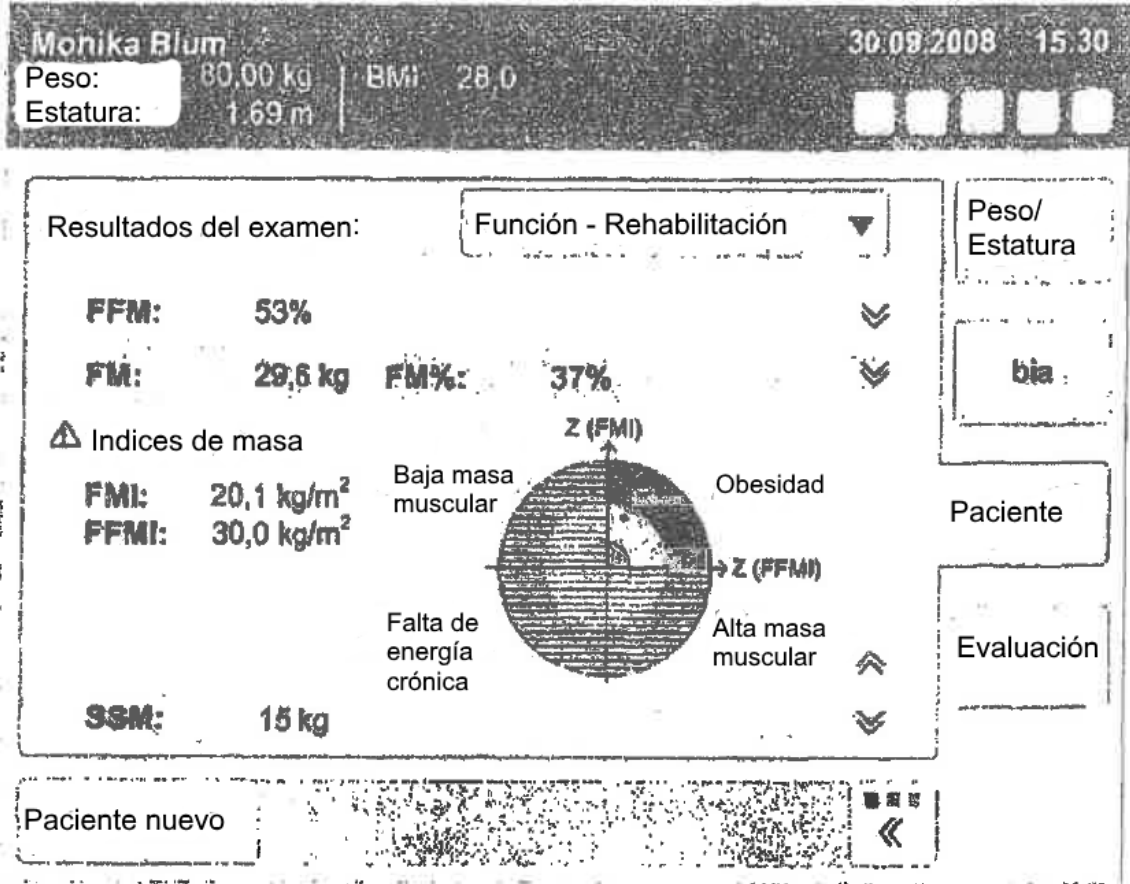 Monika Blum 30.09.2008 15.30
Peso: 80,00 kg BMI 28,0
Estatura: 1.69 m
Resultados del examen: Función - Rehabilitación
Peso/
Estatura
FFM: 53%
FM: 29,6 kg FM%: 37%
bia
Indices de masa
Z (FMI)
Baja masa
muscular
Obesidad
FMI: 20,1 kg/m²
FFMI: 30,0 kg/m²
Paciente
Z (FFMI)
Falta de
energía
crónica
Alta masa
muscular
Evaluación
SSM: 15 kg
Paciente nuevo